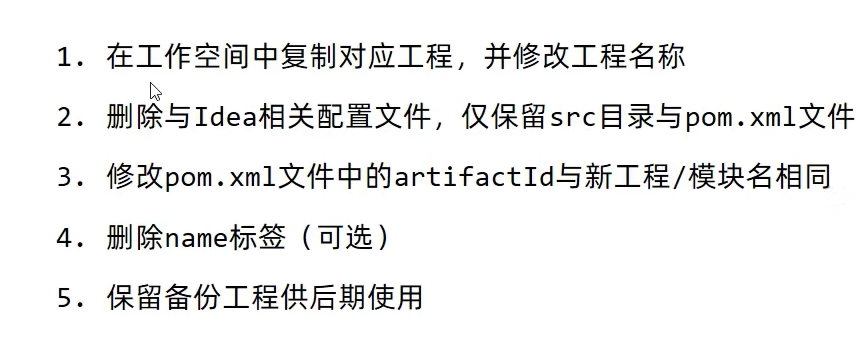 1. 在工作空间中复制对应工程，并修改工程名称
2. 删除与Idea相关配置文件，仅保留src目录与pom.xml文件
3. 修改pom.xml文件中的artifactId与新工程/模块名相同
4. 删除name标签（可选）
5. 保留备份工程供后期使用